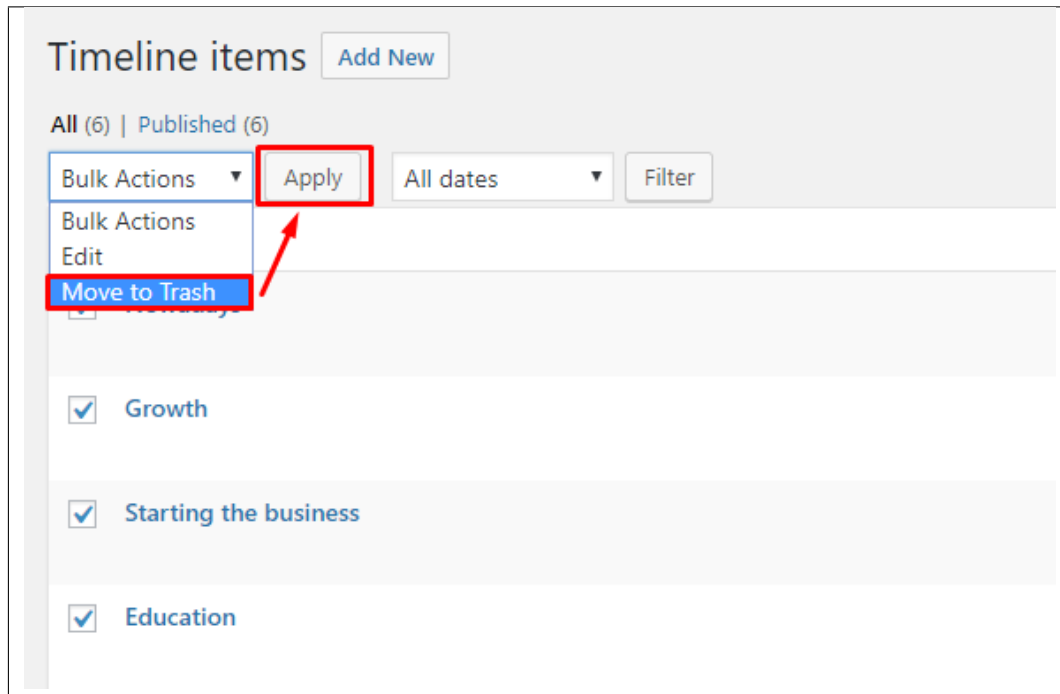 Timeline items Add New
All (6) | Published (6)
Bulk Actions Apply All dates Filter
Bulk Actions
Edit
Move to Trash
Growth
Starting the business
Education